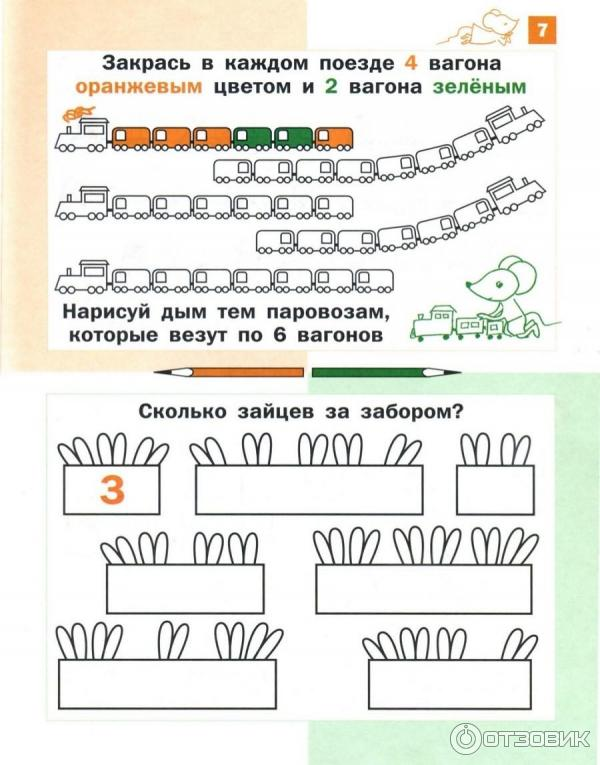 7
Закрась в каждом поезде 4 вагона
оранжевым цветом и 2 вагона зелёным
Нарисуй дым тем паровозам,
которые везут по 6 вагонов
Сколько зайцев за забором?
3
ОТЗОВИК